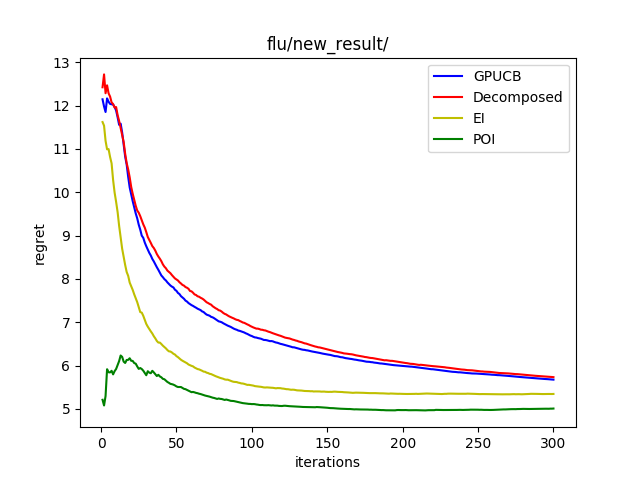 flu/new_result/
13
12
11
10
9
8
7
6
5
regret
GPUCB
Decomposed
EI
POI
0
50
100
150
200
250
300
iterations